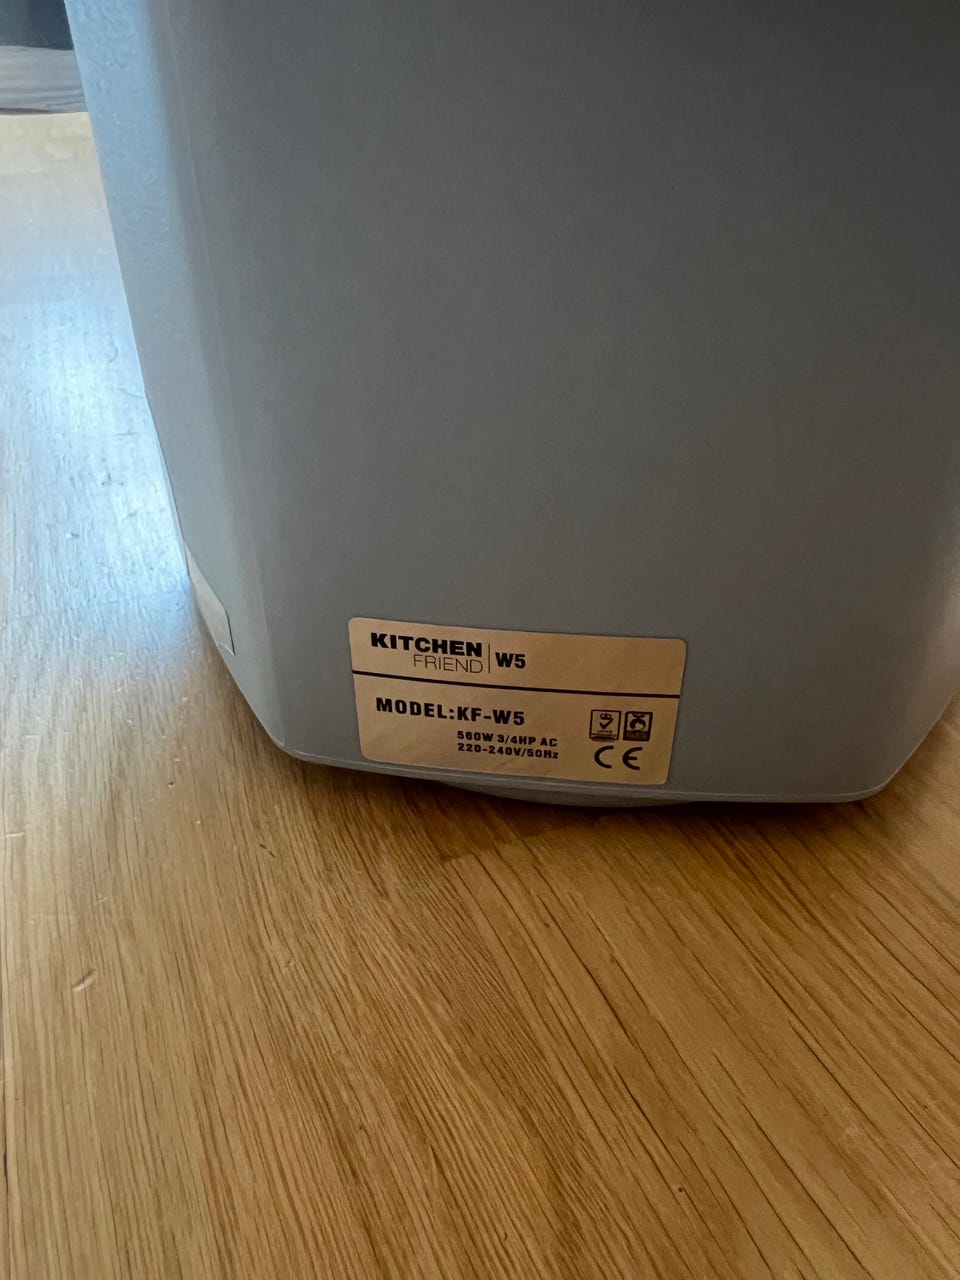 KITCHEN
FRIEND
W5
MODEL:KF-W5
560W 3/4HP AC
220-240V/50Hz
CE